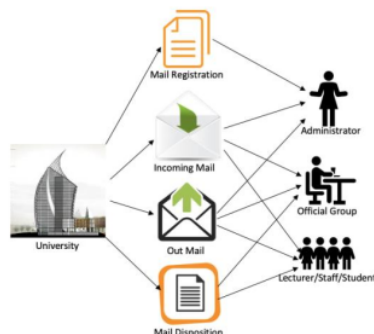 Mail Registration
Incoming Mail
Administrator
University
Out Mail
Official Group
Lecturer/Staff/Student
Mail Disposition